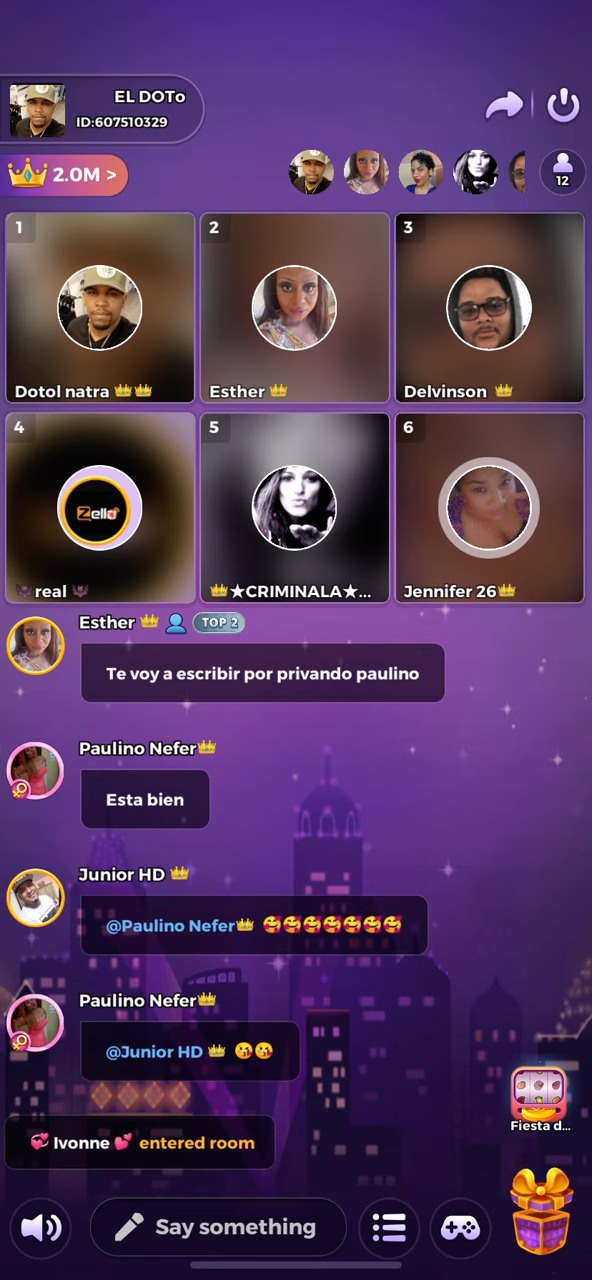 EL DOTo
ID:607510329
2.0M >
12
1
Dotol natra 👑👑
2
Esther 👑
3
Delvinson 👑
4
Zello
real
5
👑★CRIMINALA★...
6
Jennifer 26👑
Esther 👑 👤 TOP 2
Te voy a escribir por privando paulino
Paulino Nefer👑
Esta bien
Junior HD 👑
@Paulino Nefer👑 🥰🥰🥰🥰🥰🥰🥰
Paulino Nefer👑
@Junior HD 👑 😘😘
💞 Ivonne 💕 entered room
Fiesta d...
Say something